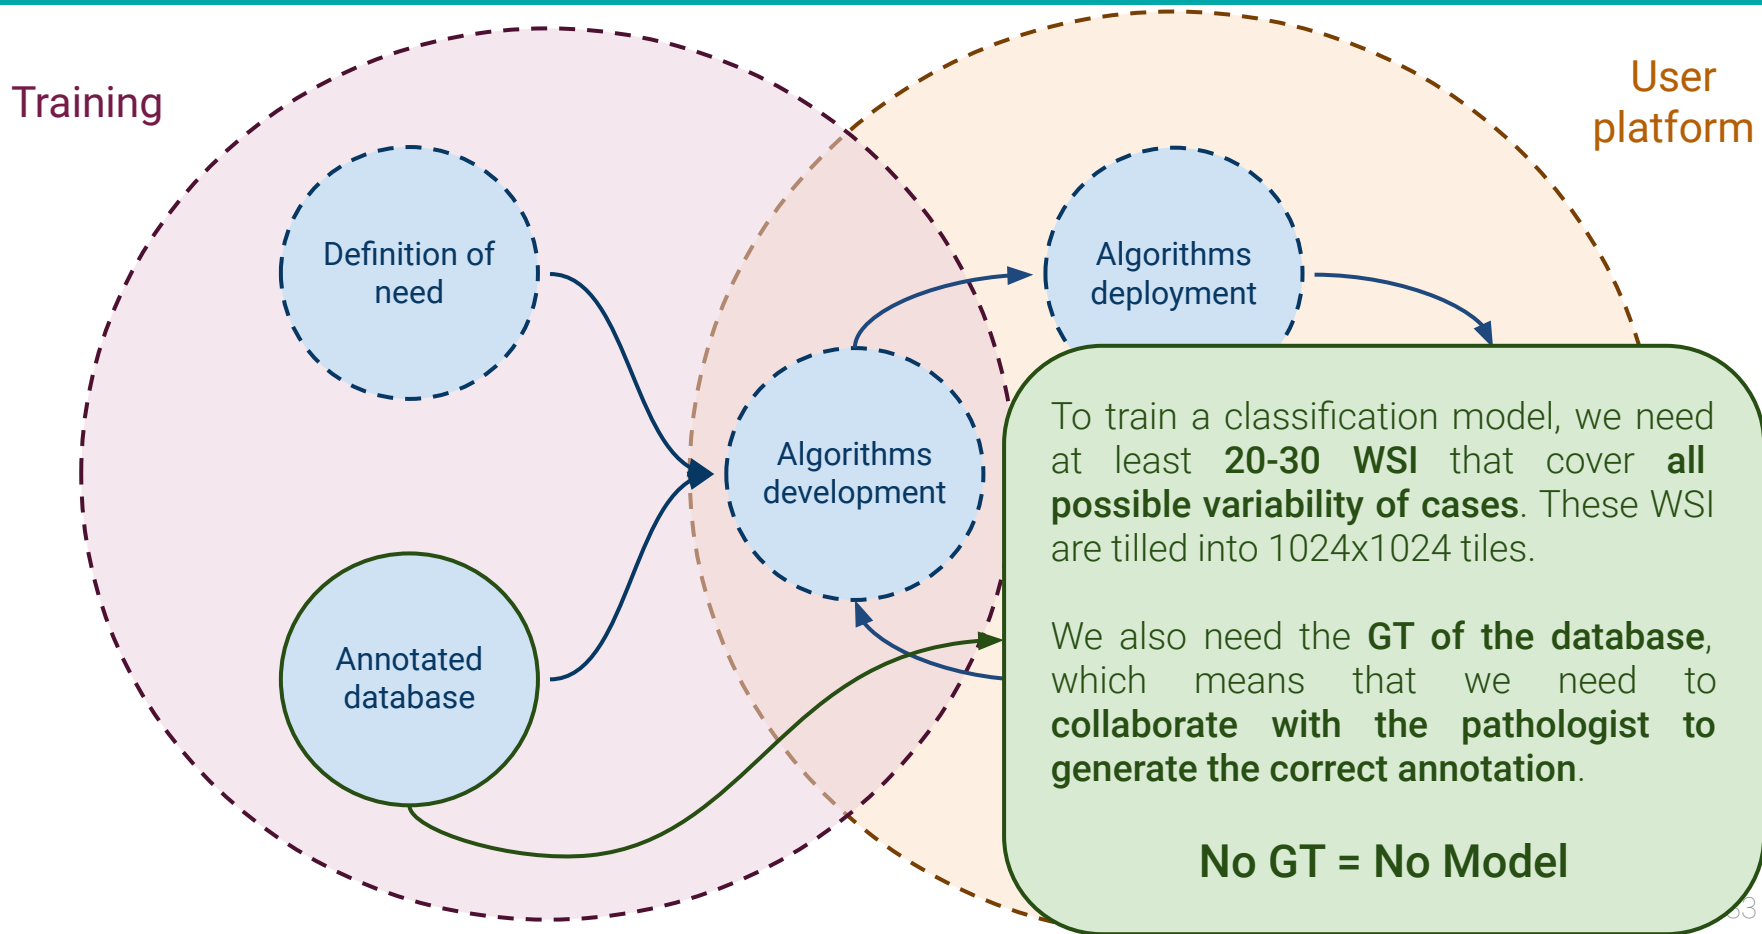 Training
User
platform
Definition of
need
Algorithms
deployment
Algorithms
development
Annotated
database
To train a classification model, we need
at least 20-30 WSI that cover all
possible variability of cases. These WSI
are tilled into 1024x1024 tiles.
We also need the GT of the database,
which means that we need to
collaborate with the pathologist to
generate the correct annotation.
No GT = No Model